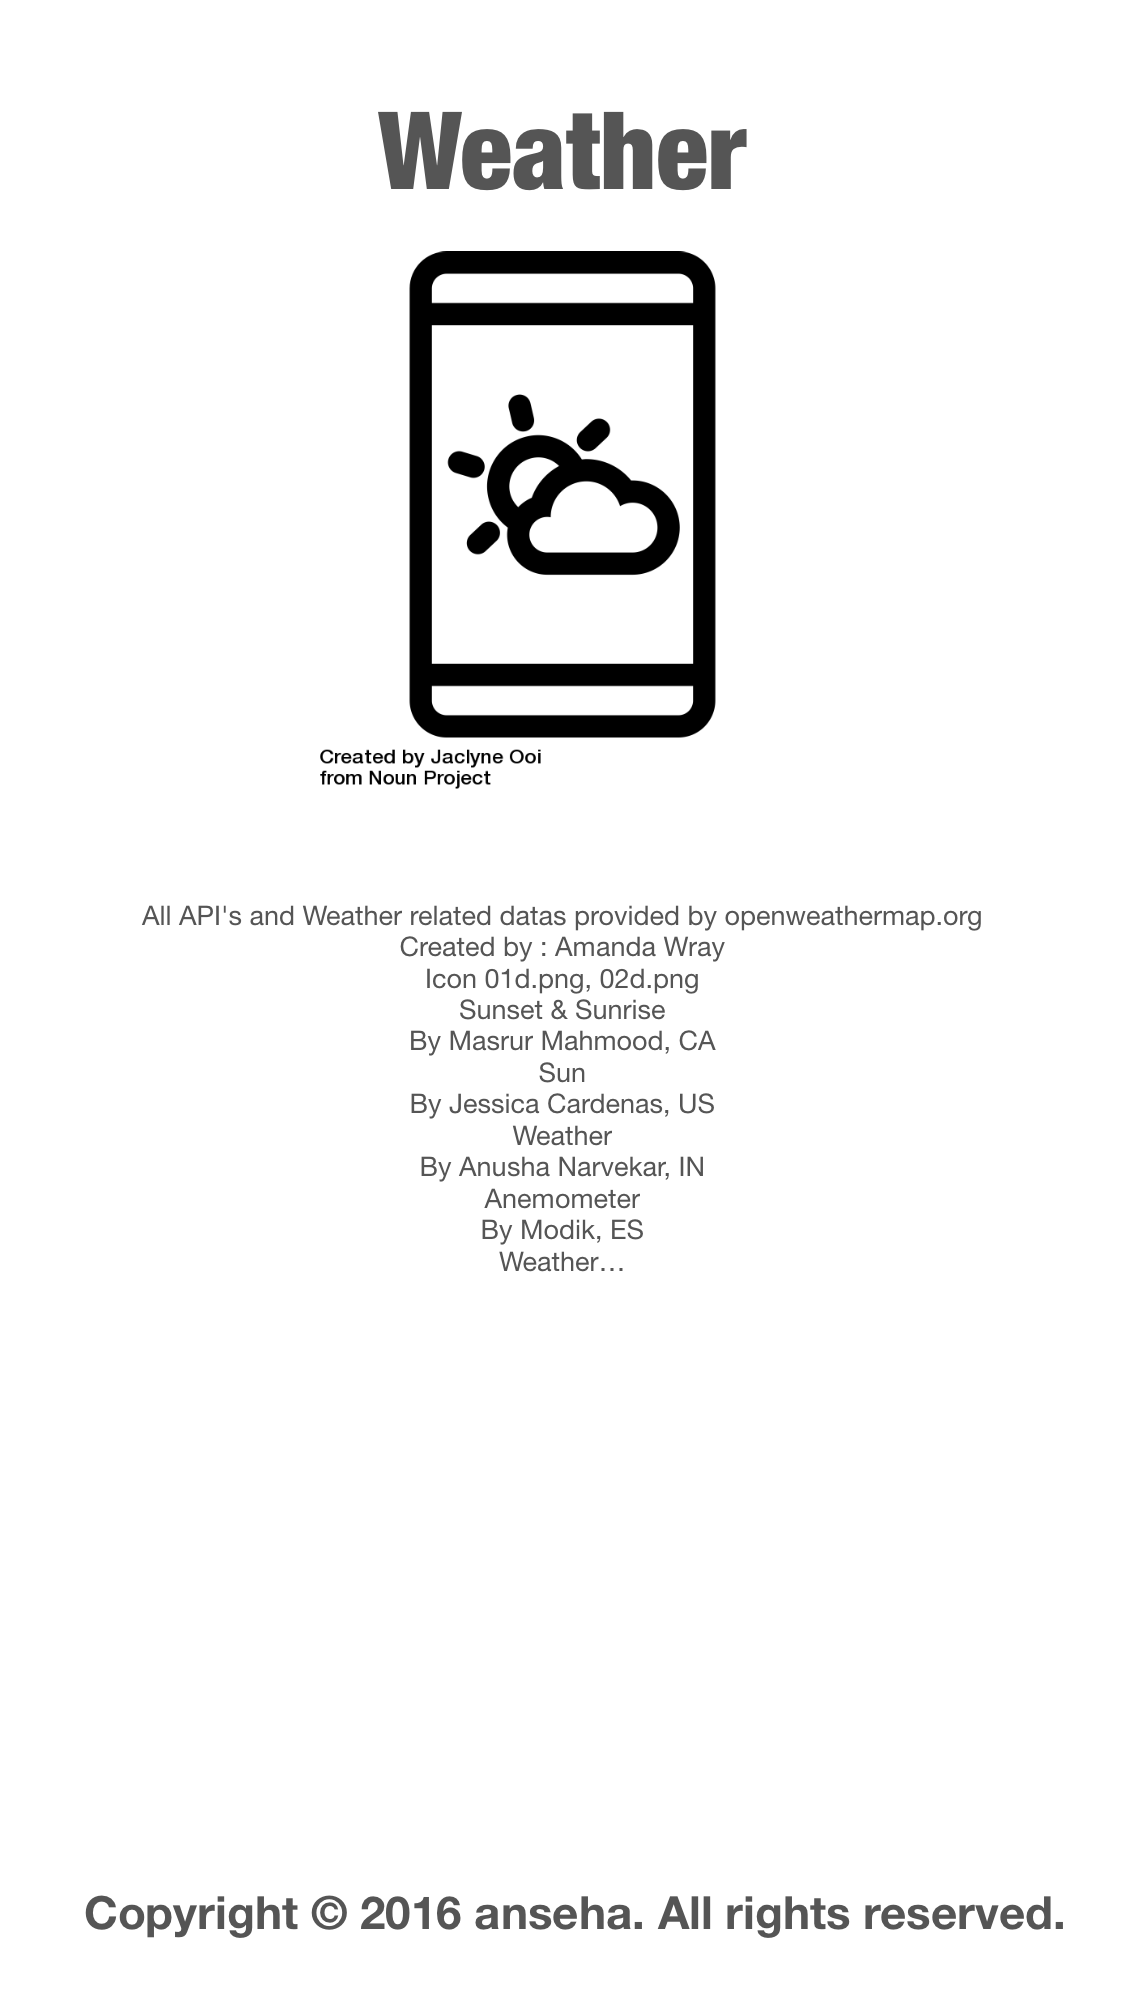 Weather
Created by Jaclyne Ooi
from Noun Project
All API's and Weather related datas provided by openweathermap.org
Created by : Amanda Wray
Icon 01d.png, 02d.png
Sunset & Sunrise
By Masrur Mahmood, CA
Sun
By Jessica Cardenas, US
Weather
By Anusha Narvekar, IN
Anemometer
By Modik, ES
Weather…
Copyright © 2016 anseha. All rights reserved.